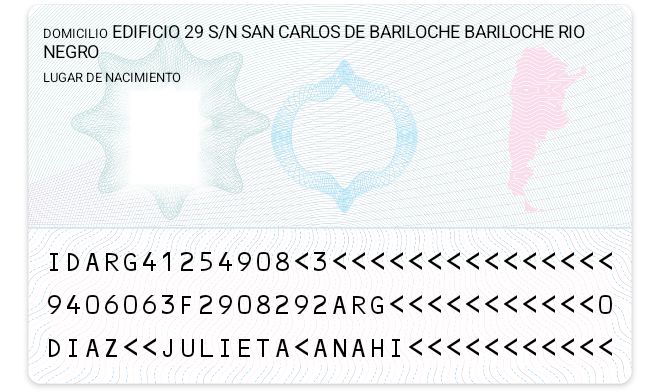 DOMICILIO EDIFICIO 29 S/N SAN CARLOS DE BARILOCHE BARILOCHE RIO
NEGRO
LUGAR DE NACIMIENTO
IDARG41254908<3<<<<<<<<<<<<<<<
9406063F2908292ARG<<<<<<<<<<<0
DIAZ<<JULIETA<ANAHI<<<<<<<<<<<